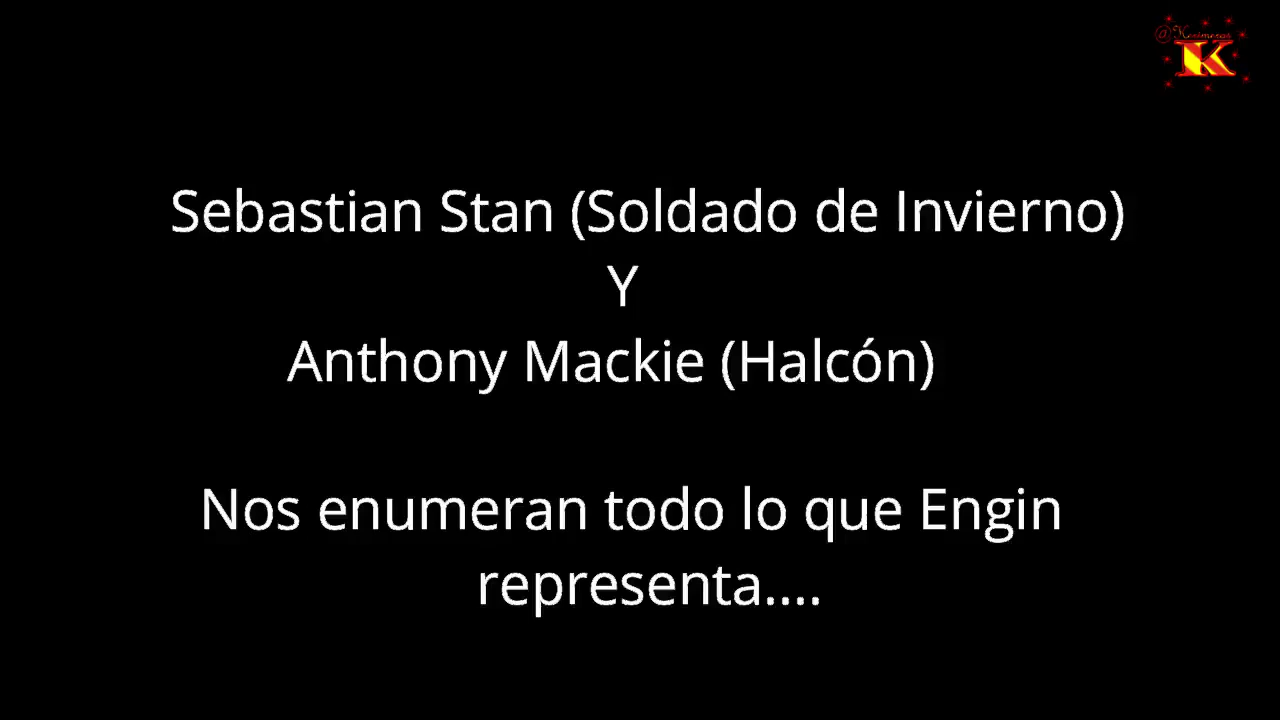 Sebastian Stan (Soldado de Invierno)
Y
Anthony Mackie (Halcón)
Nos enumeran todo lo que Engin
representa....
K